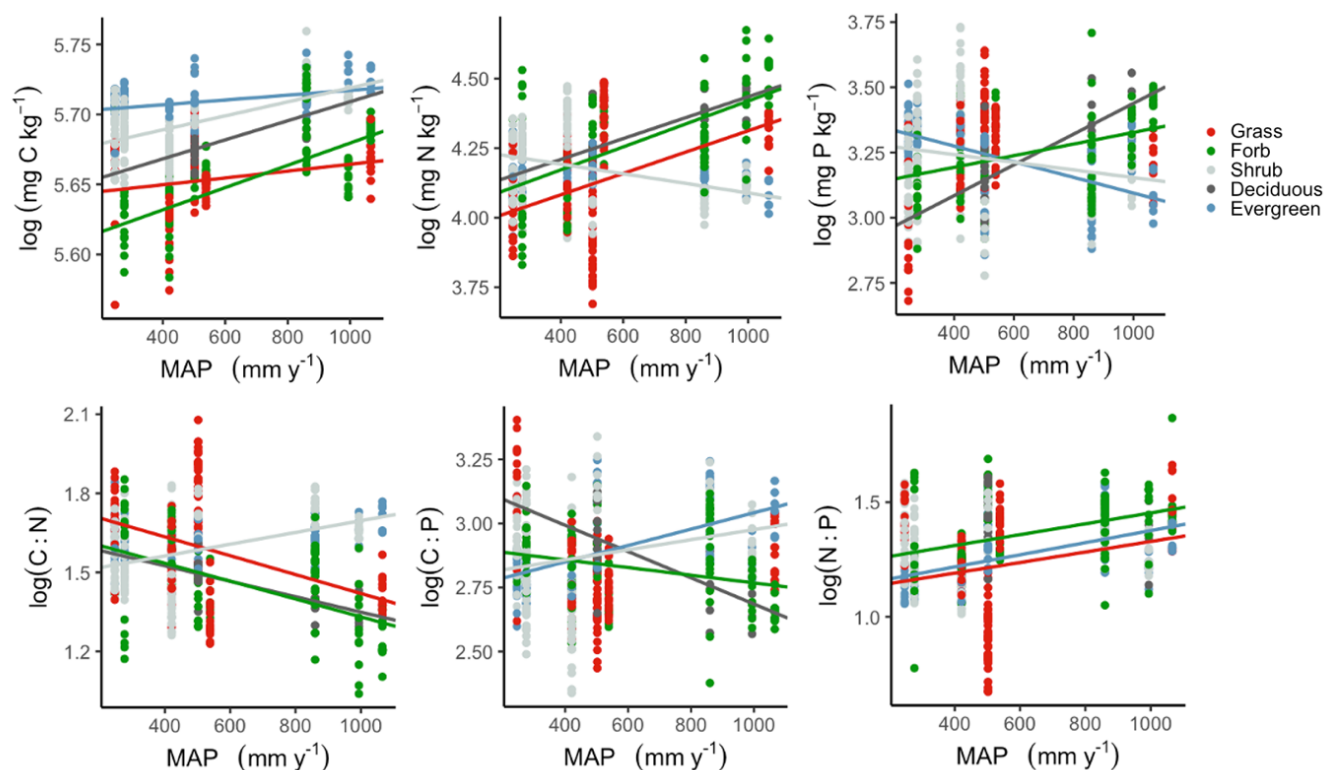 log (mg C kg⁻¹)
5.75
5.70
5.65
5.60
400 600 800 1000
MAP (mm y⁻¹)
log (mg N kg⁻¹)
4.50
4.25
4.00
3.75
400 600 800 1000
MAP (mm y⁻¹)
log (mg P kg⁻¹)
3.75
3.50
3.25
3.00
2.75
400 600 800 1000
MAP (mm y⁻¹)
Grass
Forb
Shrub
Deciduous
Evergreen
log(C : N)
2.1
1.8
1.5
1.2
400 600 800 1000
MAP (mm y⁻¹)
log(C : P)
3.25
3.00
2.75
2.50
400 600 800 1000
MAP (mm y⁻¹)
log(N : P)
1.5
1.0
400 600 800 1000
MAP (mm y⁻¹)